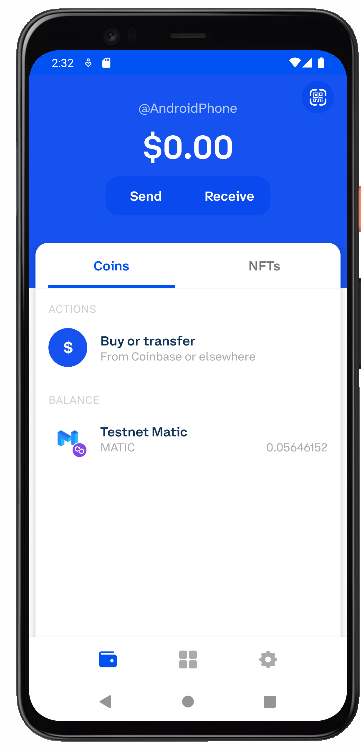 2:32
@AndroidPhone
$0.00
Send Receive
Coins NFTs
ACTIONS
$ Buy or transfer
From Coinbase or elsewhere
BALANCE
Testnet Matic
MATIC 0.05646152